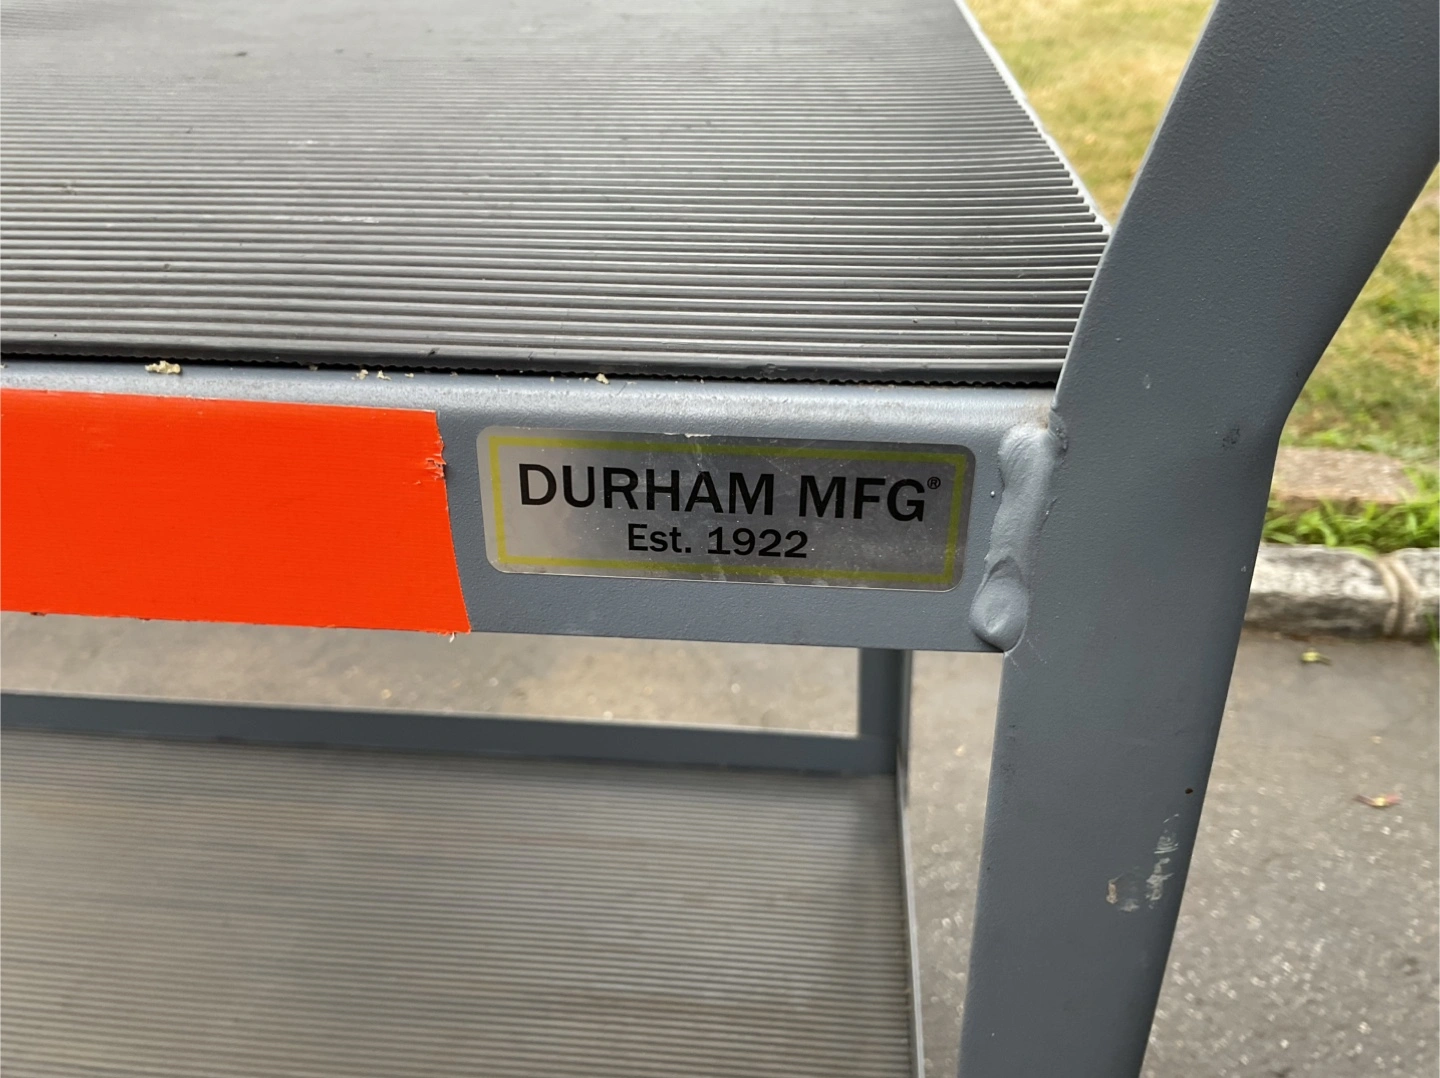 DURHAM MFG®
Est. 1922